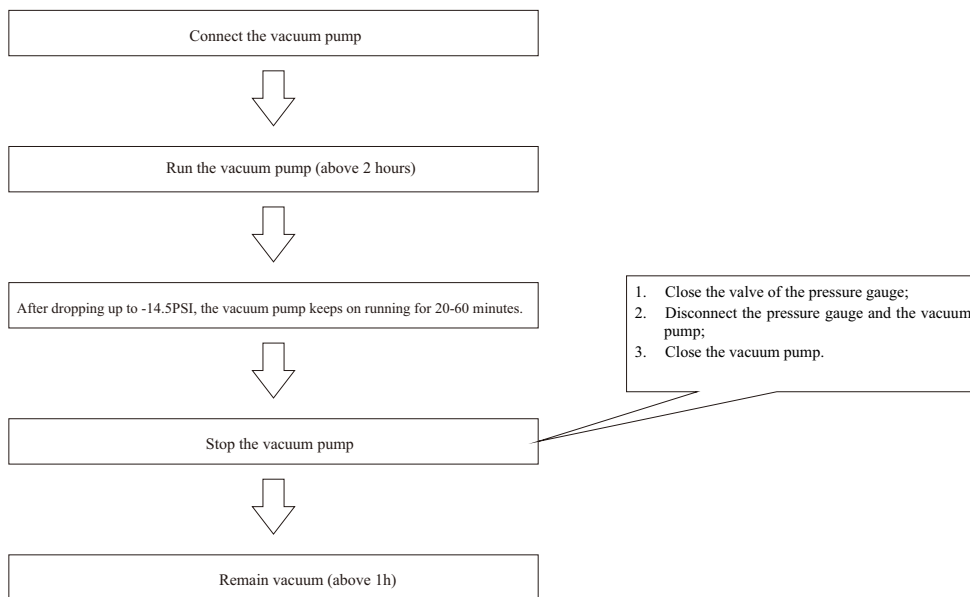 Connect the vacuum pump
Run the vacuum pump (above 2 hours)
After dropping up to -14.5PSI, the vacuum pump keeps on running for 20-60 minutes.
1. Close the valve of the pressure gauge;
2. Disconnect the pressure gauge and the vacuum
pump;
3. Close the vacuum pump.
Stop the vacuum pump
Remain vacuum (above 1h)